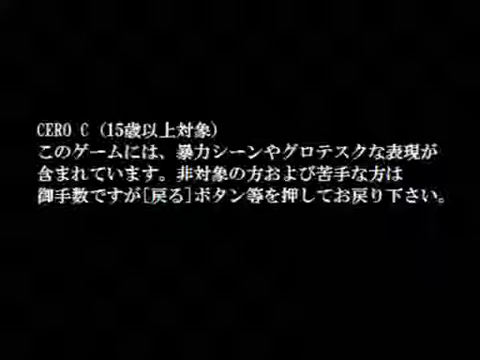 CERO C (15歳以上対象)
このゲームには、暴力シーンやグロテスクな表現が
含まれています。非対象の方および苦手な方は
御手数ですが[戻る]ボタン等を押してお戻り下さい。